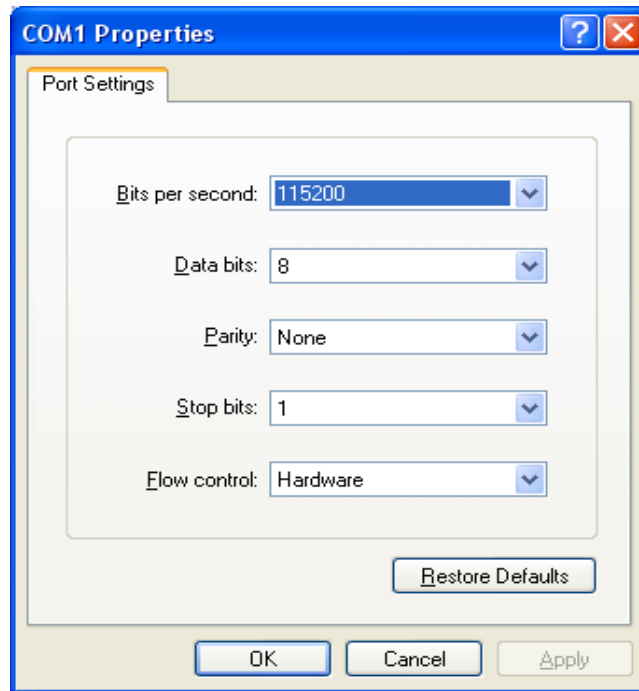 COM1 Properties
Port Settings
Bits per second: 115200
Data bits: 8
Parity: None
Stop bits: 1
Flow control: Hardware
Restore Defaults
OK Cancel Apply